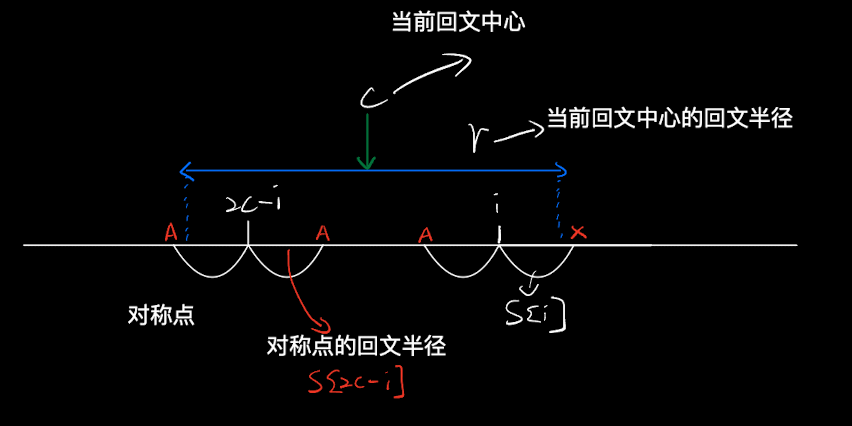 当前回文中心
C
r
当前回文中心的回文半径
2C-i
i
A
A
A
x
S[i]
对称点
对称点的回文半径
S[2C-i]